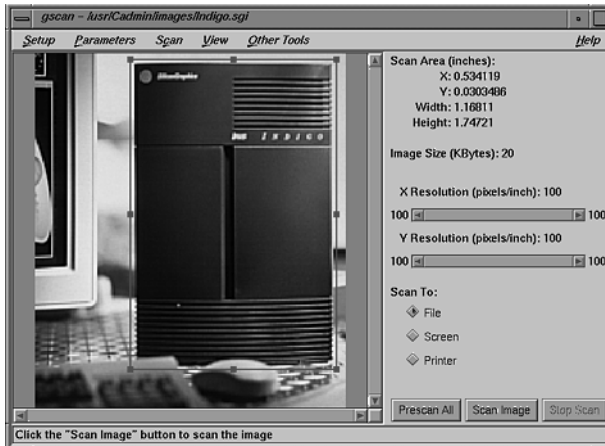 gscan – /usr/Cadmin/images/Indigo.sgi
Setup Parameters Scan View Other Tools Help
Scan Area (inches):
X: 0.534119
Y: 0.0303486
Width: 1.16811
Height: 1.74721
Image Size (KBytes): 20
X Resolution (pixels/inch): 100
100 100
Y Resolution (pixels/inch): 100
100 100
Scan To:
File
Screen
Printer
SiliconGraphics
INDIGO
Prescan All Scan Image Stop Scan
Click the "Scan Image" button to scan the image